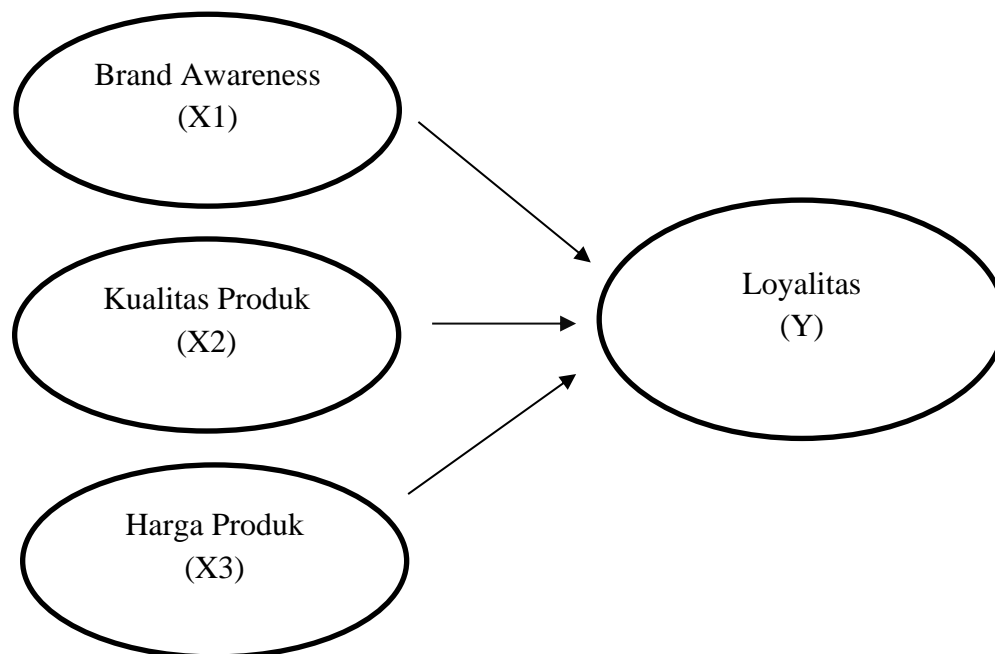 Brand Awareness
(X1)
Kualitas Produk
(X2)
Harga Produk
(X3)
Loyalitas
(Y)